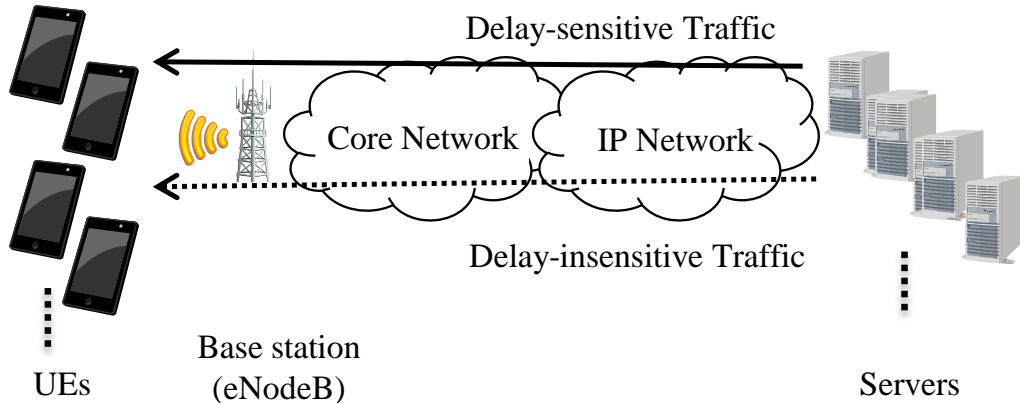 Delay-sensitive Traffic
Core Network
IP Network
Delay-insensitive Traffic
Base station
(eNodeB)
UEs
Servers